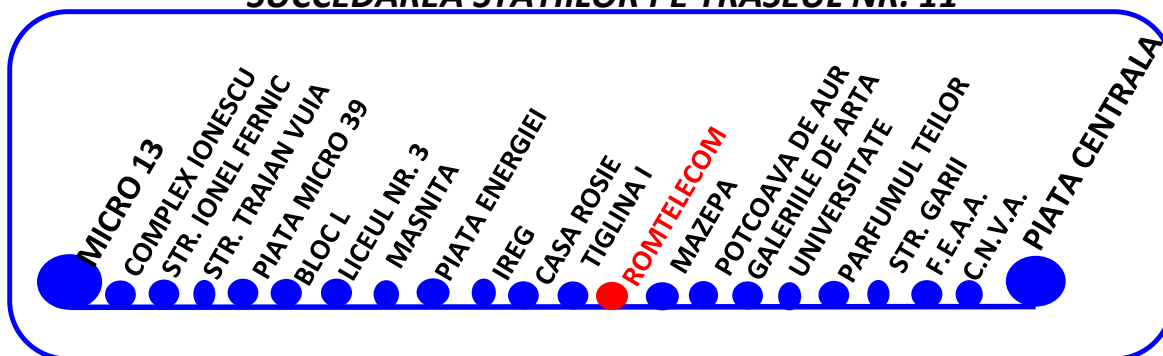 SUCCEDAREA STATIILOR PE TRASEUL NR. 11
MICRO 13
COMPLEX IONESCU
STR. IONEL FERNIC
STR. TRAIAN VUIA
PIATA MICRO 39
BLOC L
LICEUL NR. 3
MASNITA
PIATA ENERGIEI
IREG
CASA ROSIE
TIGLINA I
ROMTELECOM
MAZEPA
POTCOAVA DE AUR
GALERIILE DE ARTA
UNIVERSITATE
PARFUMUL TEILOR
STR. GARII
F.E.A.A.
C.N.V.A.
PIATA CENTRALA